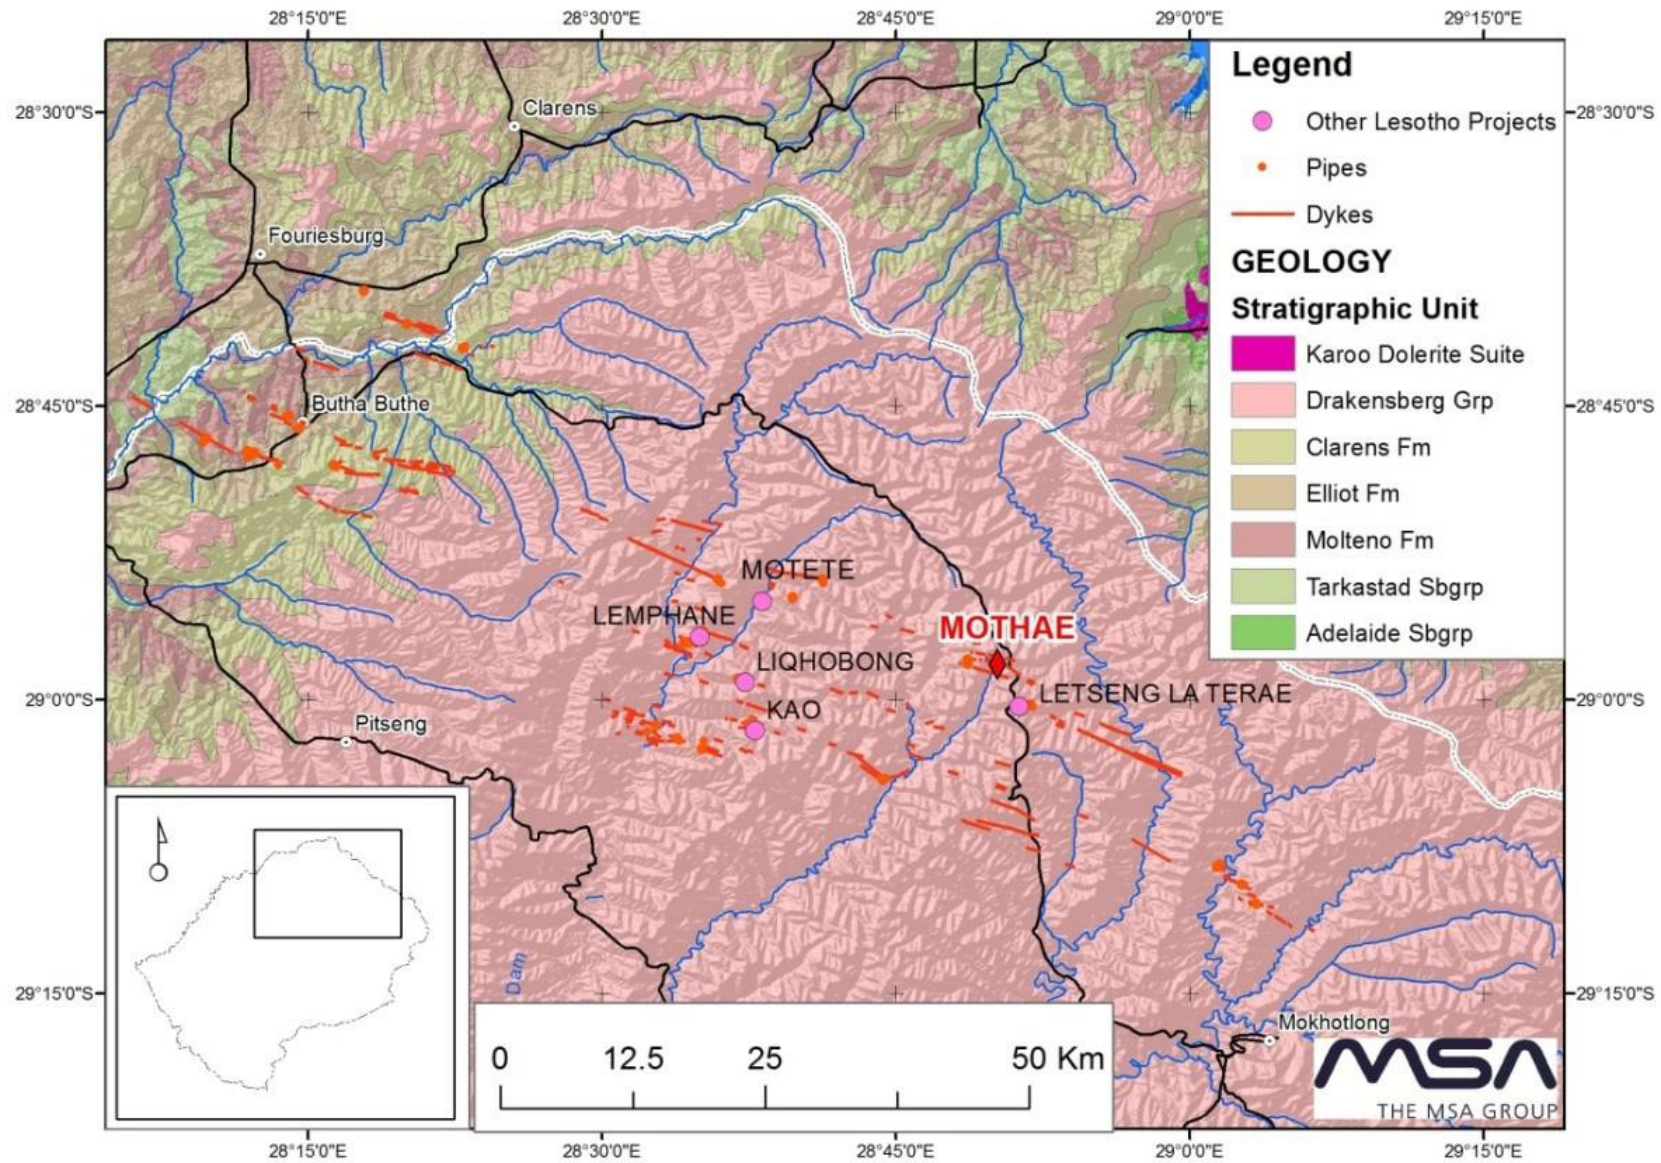 28°15'0"E 28°30'0"E 28°45'0"E 29°0'0"E 29°15'0"E
28°30'0"S
28°30'0"S
Clarens
Fouriesburg
28°45'0"S
28°45'0"S
Butha Buthe
MOTETE
LEMPHANE
MOTHAE
LIQHOBONG
LETSENG LA TERAE
29°0'0"S
29°0'0"S
KAO
Pitseng
29°15'0"S
29°15'0"S
Dam
Mokhotlong
Legend
Other Lesotho Projects
Pipes
Dykes
GEOLOGY
Stratigraphic Unit
Karoo Dolerite Suite
Drakensberg Grp
Clarens Fm
Elliot Fm
Molteno Fm
Tarkastad Sbgrp
Adelaide Sbgrp
0 12.5 25 50 Km
MSA
THE MSA GROUP
28°15'0"E 28°30'0"E 28°45'0"E 29°0'0"E 29°15'0"E